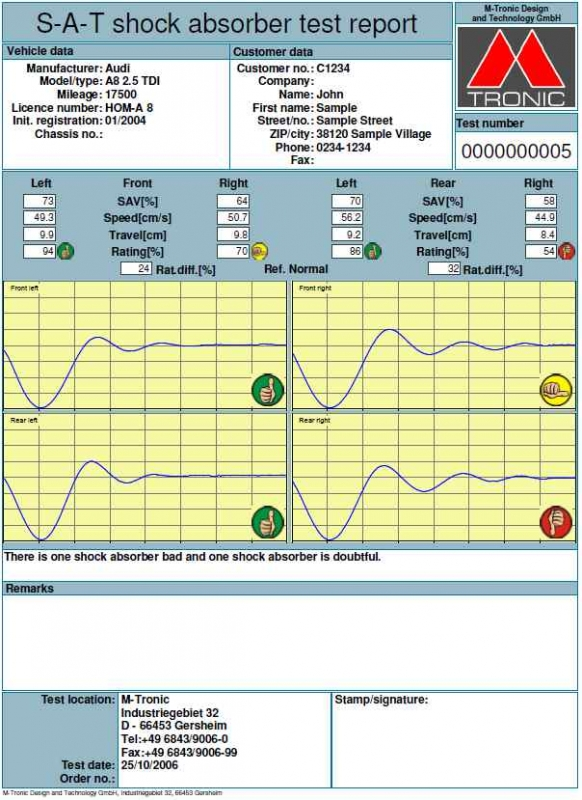 S-A-T shock absorber test report
M-Tronic Design
and Technology GmbH
TRONIC
Vehicle data
Manufacturer: Audi
Model/type: A8 2.5 TDI
Mileage: 17500
Licence number: HOM-A 8
Init. registration: 01/2004
Chassis no.:
Customer data
Customer no.: C1234
Company:
Name: John
First name: Sample
Street/no.: Sample Street
ZIP/city: 38120 Sample Village
Phone: 0234-1234
Fax:
Test number
0000000005
Left Front Right Left Rear Right
73 SAV[%] 64 70 SAV[%] 58
49.3 Speed[cm/s] 50.7 56.2 Speed[cm/s] 44.9
9.9 Travel[cm] 9.8 9.2 Travel[cm] 8.4
94 Rating[%] 70 86 Rating[%] 54
24 Rat.diff.[%] Ref. Normal 32 Rat.diff.[%]
Front left
Front right
Rear left
Rear right
There is one shock absorber bad and one shock absorber is doubtful.
Remarks
Test location: M-Tronic
Industriegebiet 32
D - 66453 Gersheim
Tel:+49 6843/9006-0
Fax:+49 6843/9006-99
Test date: 25/10/2006
Order no.:
Stamp/signature:
M-Tronic Design and Technology GmbH, Industriegebiet 32, 66453 Gersheim